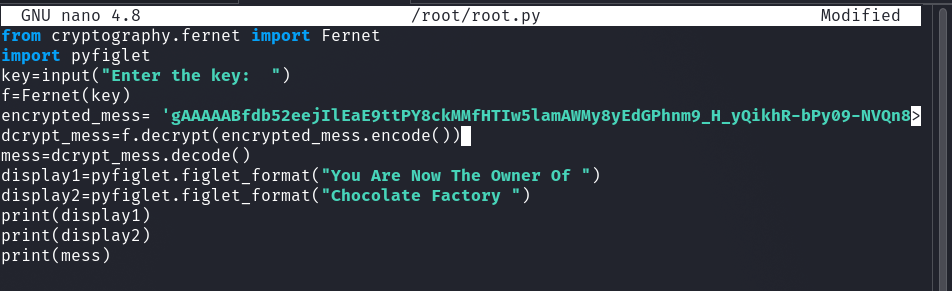 GNU nano 4.8 /root/root.py Modified
from cryptography.fernet import Fernet
import pyfiglet
key=input("Enter the key:  ")
f=Fernet(key)
encrypted_mess= 'gAAAAABfdb52eejIlEaE9ttPY8ckMMfHTIw5lamAWMy8yEdGPhnm9_H_yQikhR-bPy09-NVQn8>
dcrypt_mess=f.decrypt(encrypted_mess.encode())
mess=dcrypt_mess.decode()
display1=pyfiglet.figlet_format("You Are Now The Owner Of ")
display2=pyfiglet.figlet_format("Chocolate Factory ")
print(display1)
print(display2)
print(mess)